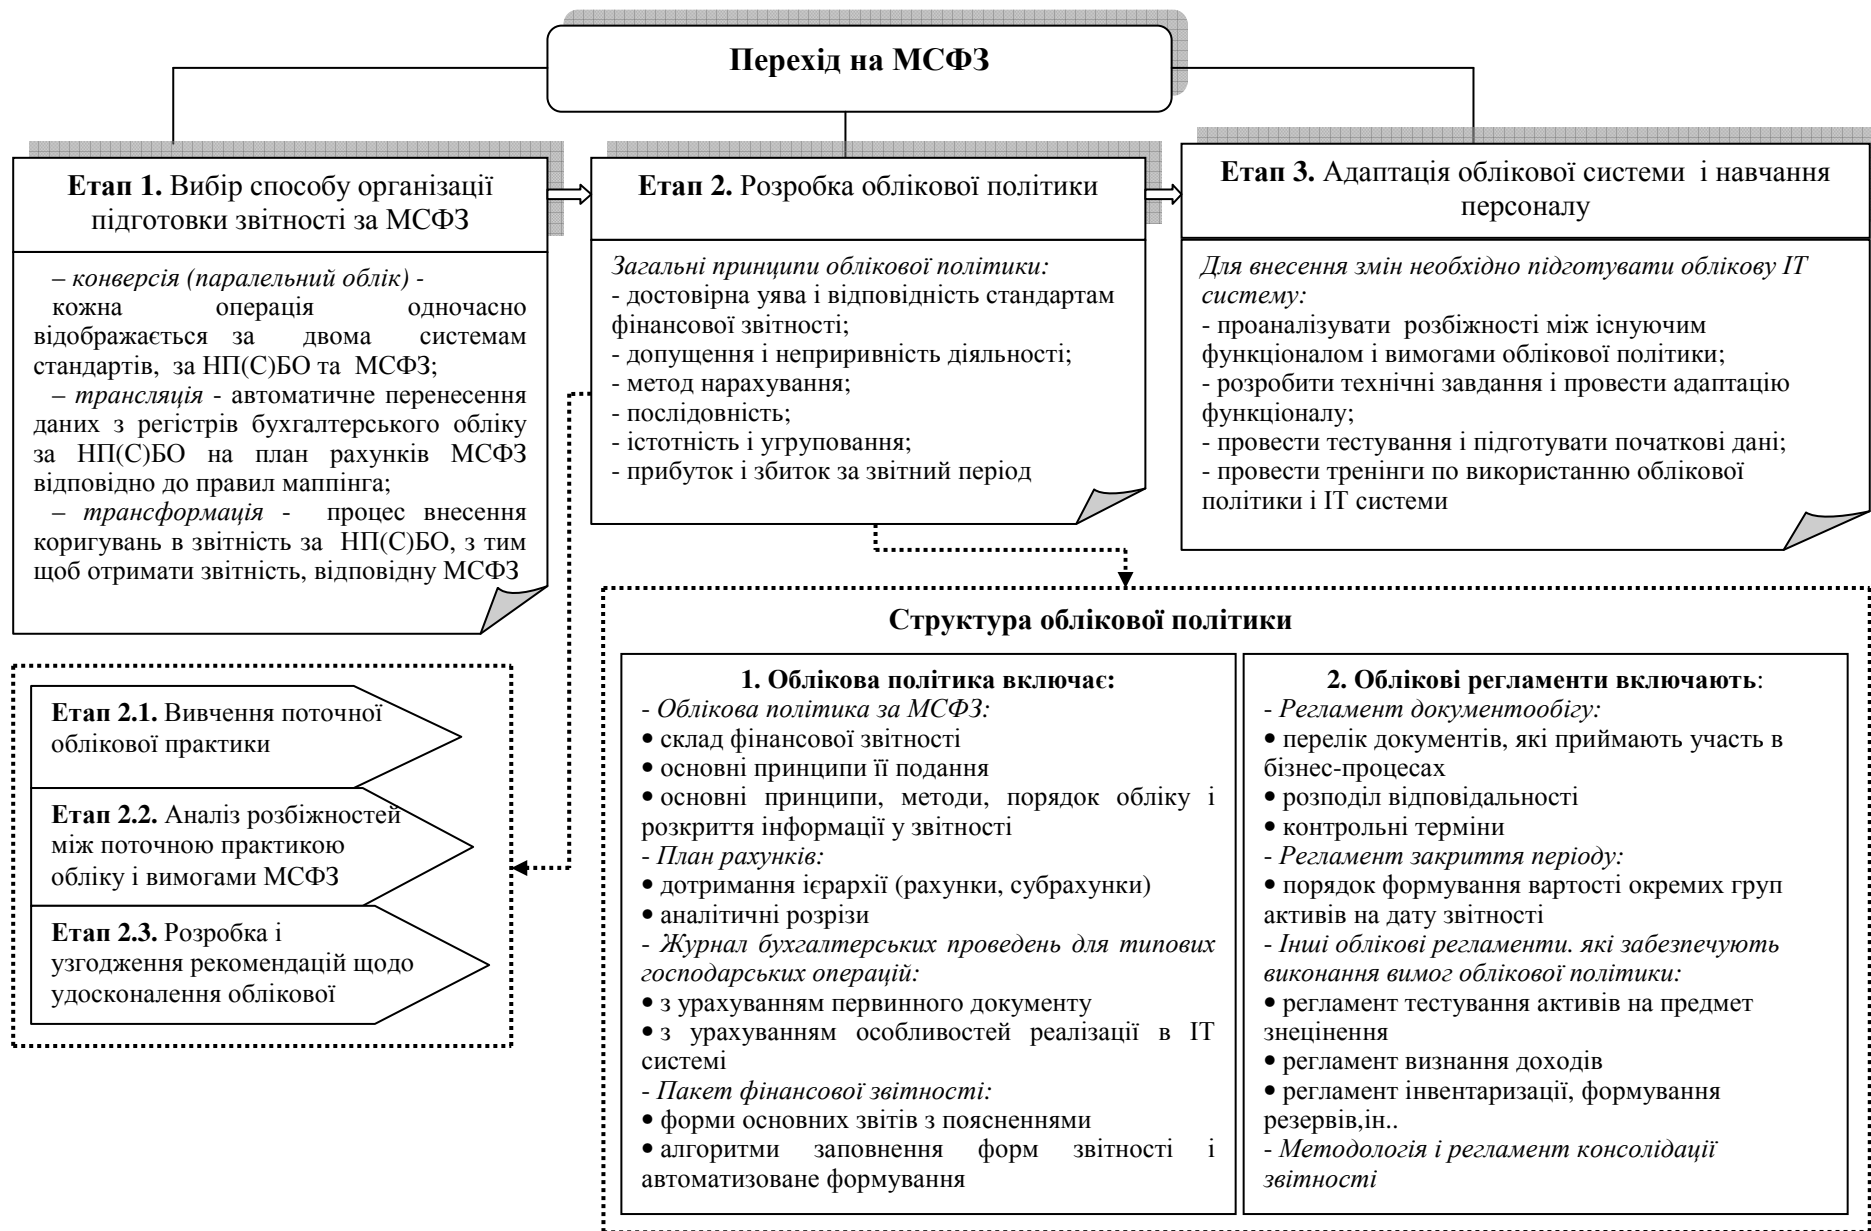 Перехід на МСФЗ
Етап 1. Вибір способу організації
підготовки звітності за МСФЗ
– конверсія (паралельний облік) -
кожна операція одночасно
відображається за двома системам
стандартів, за НП(С)БО та МСФЗ;
– трансляція - автоматичне перенесення
даних з регістрів бухгалтерського обліку
за НП(С)БО на план рахунків МСФЗ
відповідно до правил маппінга;
– трансформація - процес внесення
коригувань в звітність за НП(С)БО, з тим
щоб отримати звітність, відповідну МСФЗ
Етап 2. Розробка облікової політики
Загальні принципи облікової політики:
- достовірна уява і відповідність стандартам
фінансової звітності;
- допущення і неприривність діяльності;
- метод нарахування;
- послідовність;
- істотність і угруповання;
- прибуток і збиток за звітний період
Етап 3. Адаптація облікової системи і навчання
персоналу
Для внесення змін необхідно підготувати облікову ІТ
систему:
- проаналізувати розбіжності між існуючим
функціоналом і вимогами облікової політики;
- розробити технічні завдання і провести адаптацію
функціоналу;
- провести тестування і підготувати початкові дані;
- провести тренінги по використанню облікової
політики і ІТ системи
Етап 2.1. Вивчення поточної
облікової практики
Етап 2.2. Аналіз розбіжностей
між поточною практикою
обліку і вимогами МСФЗ
Етап 2.3. Розробка і
узгодження рекомендацій щодо
удосконалення облікової
Структура облікової політики
1. Облікова політика включає:
- Облікова політика за МСФЗ:
• склад фінансової звітності
• основні принципи її подання
• основні принципи, методи, порядок обліку і
розкриття інформації у звітності
- План рахунків:
• дотримання ієрархії (рахунки, субрахунки)
• аналітичні розрізи
- Журнал бухгалтерських проведень для типових
господарських операцій:
• з урахуванням первинного документу
• з урахуванням особливостей реалізації в ІТ
системі
- Пакет фінансової звітності:
• форми основних звітів з поясненнями
• алгоритми заповнення форм звітності і
автоматизоване формування
2. Облікові регламенти включають:
- Регламент документообігу:
• перелік документів, які приймають участь в
бізнес-процесах
• розподіл відповідальності
• контрольні терміни
- Регламент закриття періоду:
• порядок формування вартості окремих груп
активів на дату звітності
- Інші облікові регламенти. які забезпечують
виконання вимог облікової політики:
• регламент тестування активів на предмет
знецінення
• регламент визнання доходів
• регламент інвентаризації, формування
резервів,ін..
- Методологія і регламент консолідації
звітності